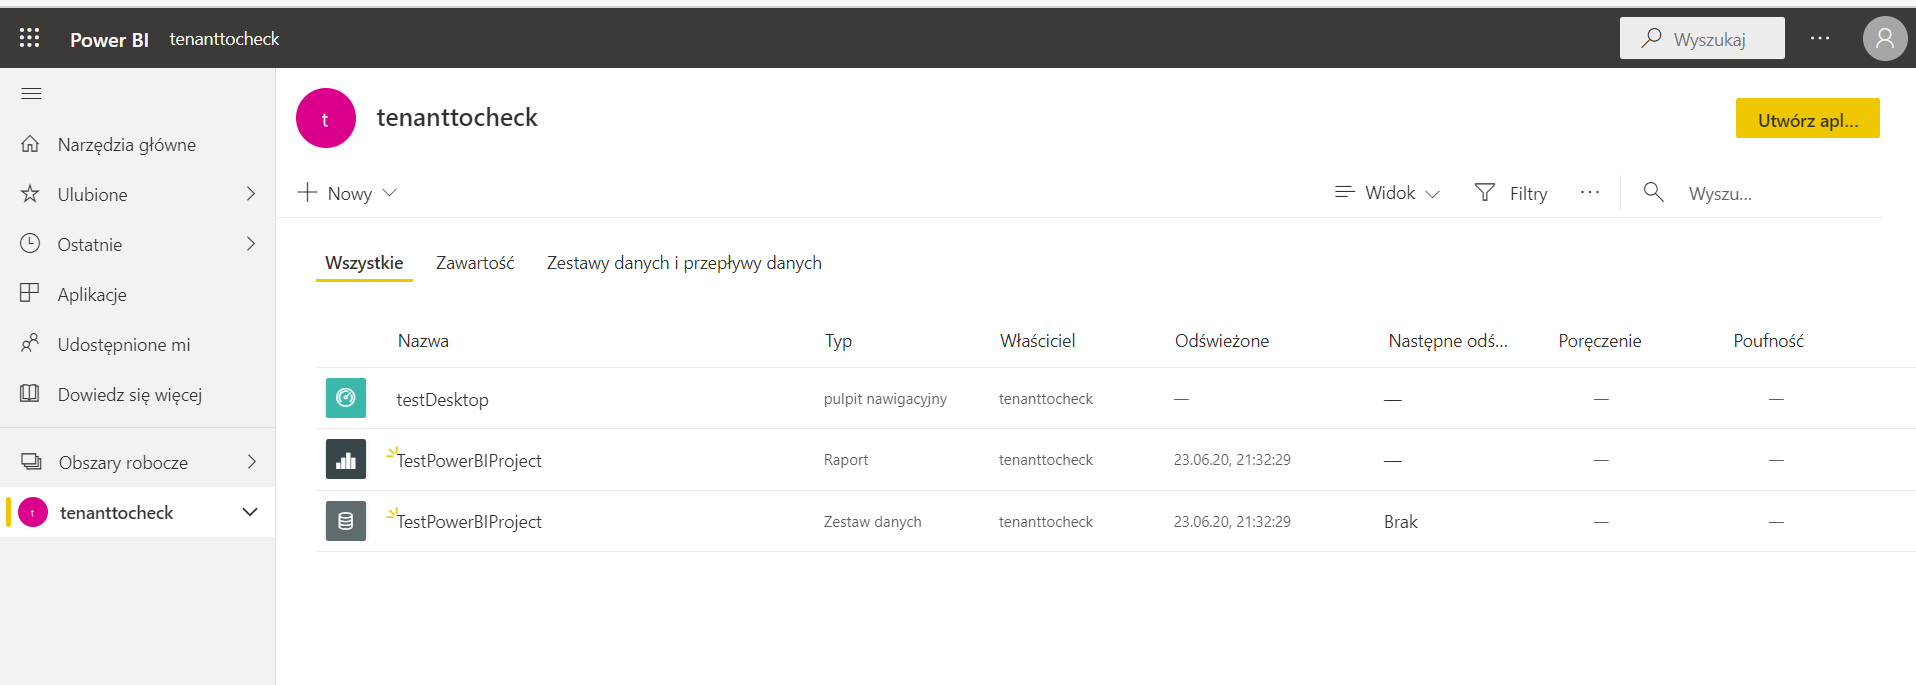 Power BI tenanttocheck Wyszukaj ...
t tenanttocheck Utwórz apl...
Narzędzia główne
Ulubione
Ostatnie
Aplikacje
Udostępnione mi
Dowiedz się więcej
Obszary robocze
t tenanttocheck
Nowy Widok Filtry ... Wyszu...
Wszystkie Zawartość Zestawy danych i przepływy danych
Nazwa Typ Właściciel Odświeżone Następne odś... Poręczenie Poufność
testDesktop pulpit nawigacyjny tenanttocheck — — — —
TestPowerBIProject Raport tenanttocheck 23.06.20, 21:32:29 — — —
TestPowerBIProject Zestaw danych tenanttocheck 23.06.20, 21:32:29 Brak — —